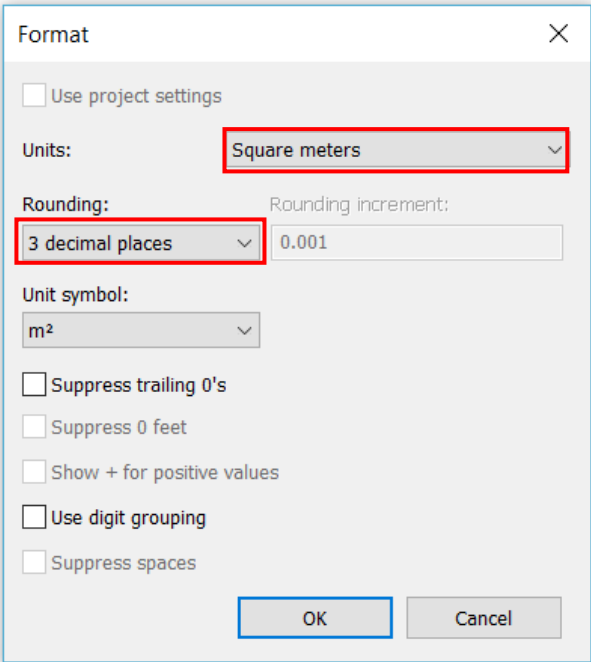 Format
Use project settings
Units: Square meters
Rounding: Rounding increment:
3 decimal places 0.001
Unit symbol:
m²
Suppress trailing 0's
Suppress 0 feet
Show + for positive values
Use digit grouping
Suppress spaces
OK Cancel